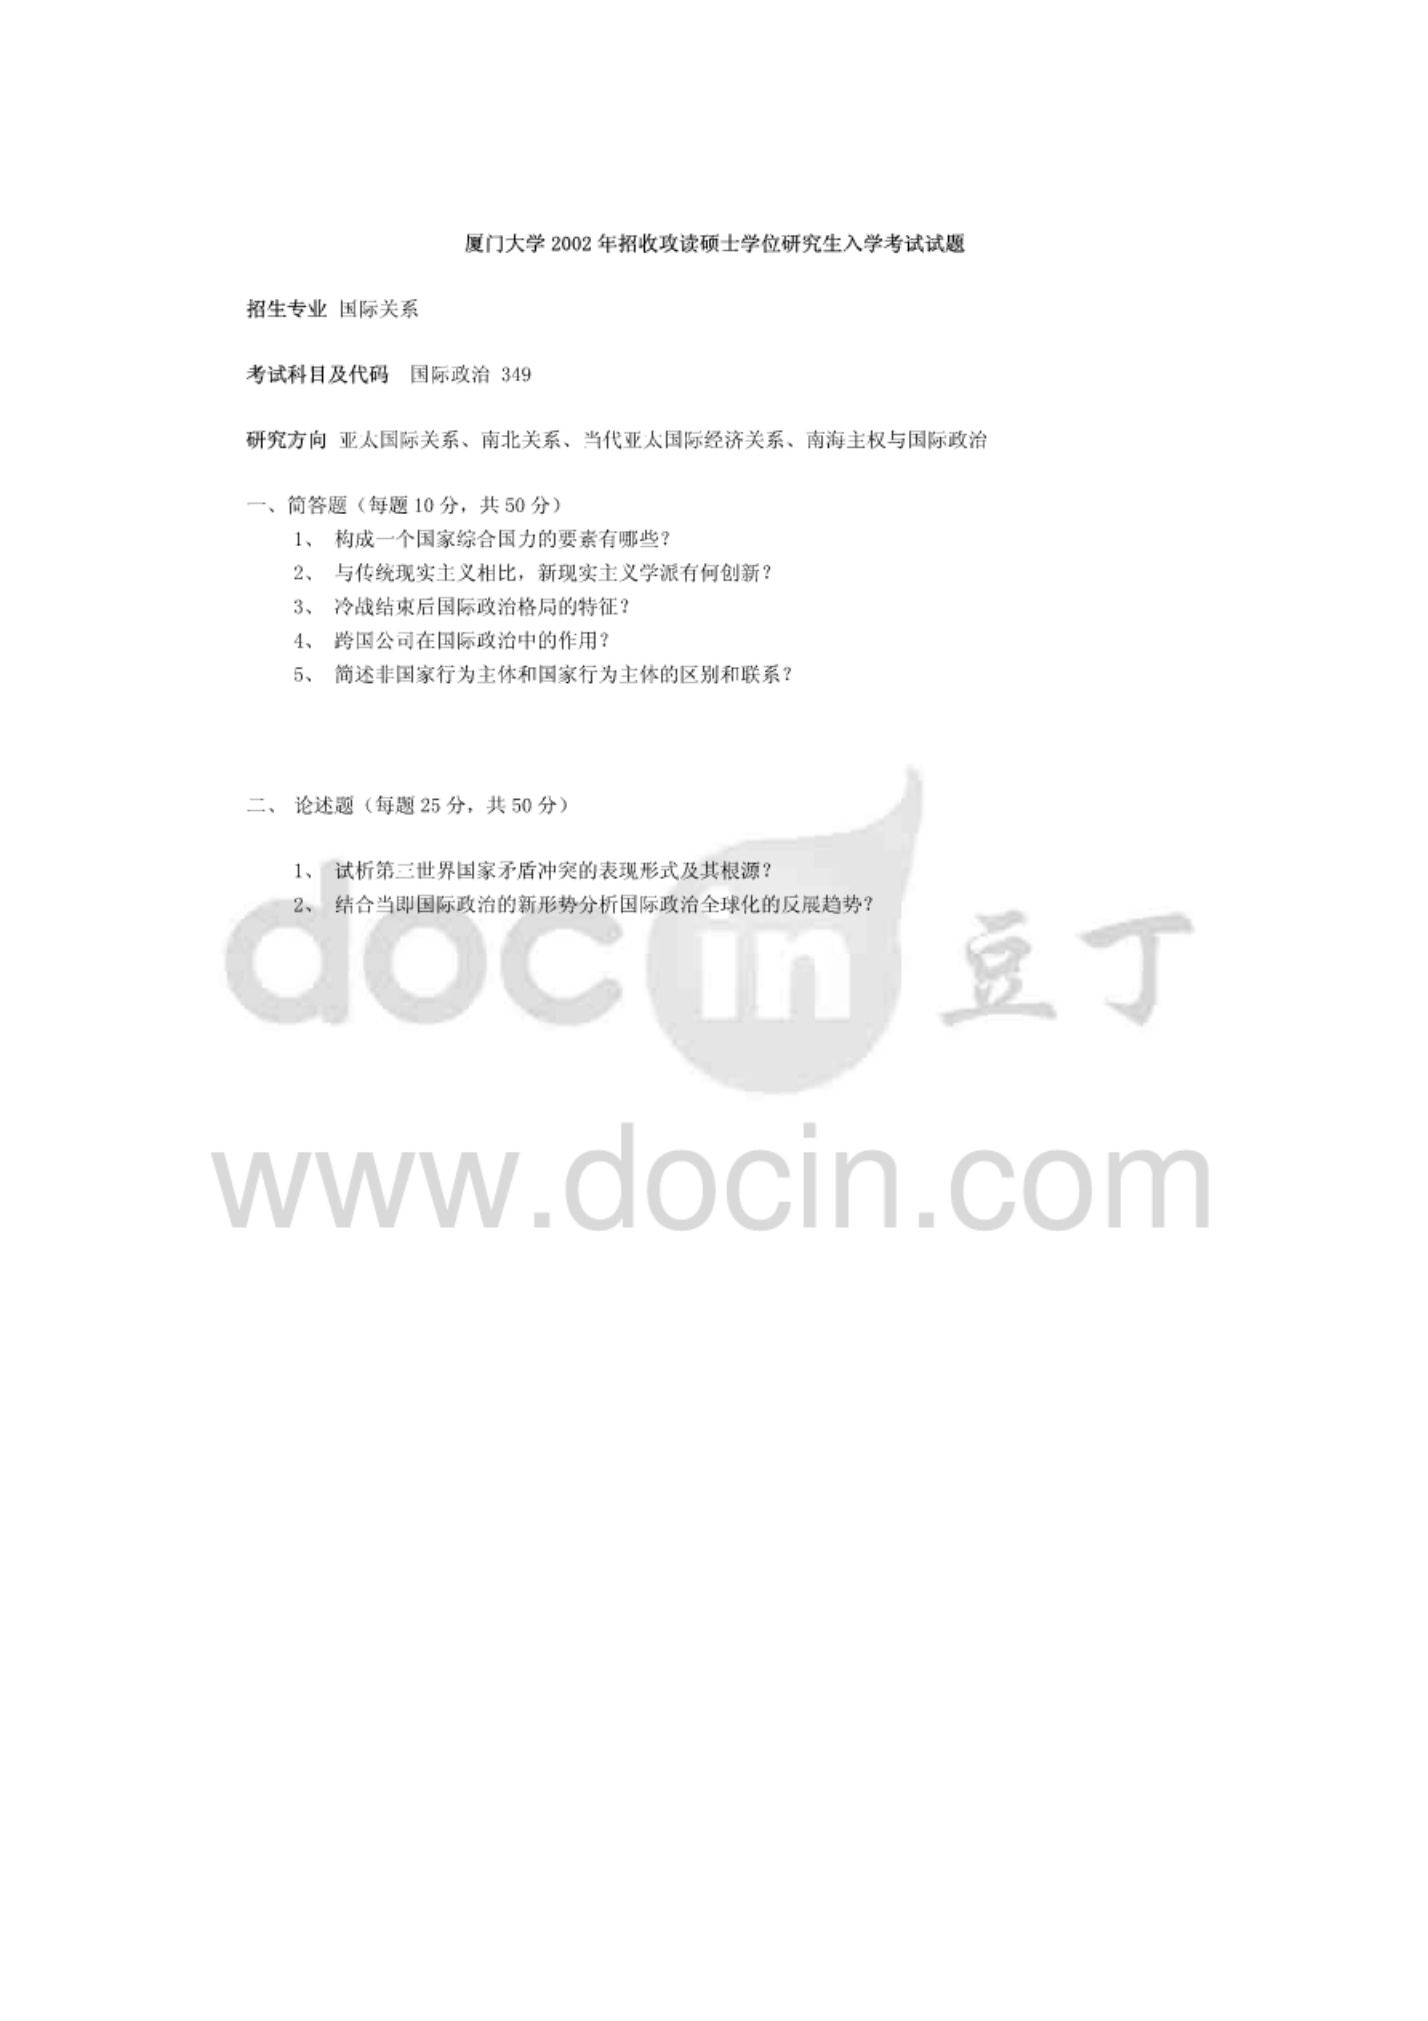 厦门大学 2002 年招收攻读硕士学位研究生入学考试试题
招生专业 国际关系
考试科目及代码 国际政治 349
研究方向 亚太国际关系、南北关系、当代亚太国际经济关系、南海主权与国际政治
一、简答题（每题 10 分，共 50 分）
1、 构成一个国家综合国力的要素有哪些？
2、 与传统现实主义相比，新现实主义学派有何创新？
3、 冷战结束后国际政治格局的特征？
4、 跨国公司在国际政治中的作用？
5、 简述非国家行为主体和国家行为主体的区别和联系？
二、 论述题（每题 25 分，共 50 分）
1、 试析第三世界国家矛盾冲突的表现形式及其根源？
2、 结合当即国际政治的新形势分析国际政治全球化的反展趋势？
docin 豆丁
www.docin.com